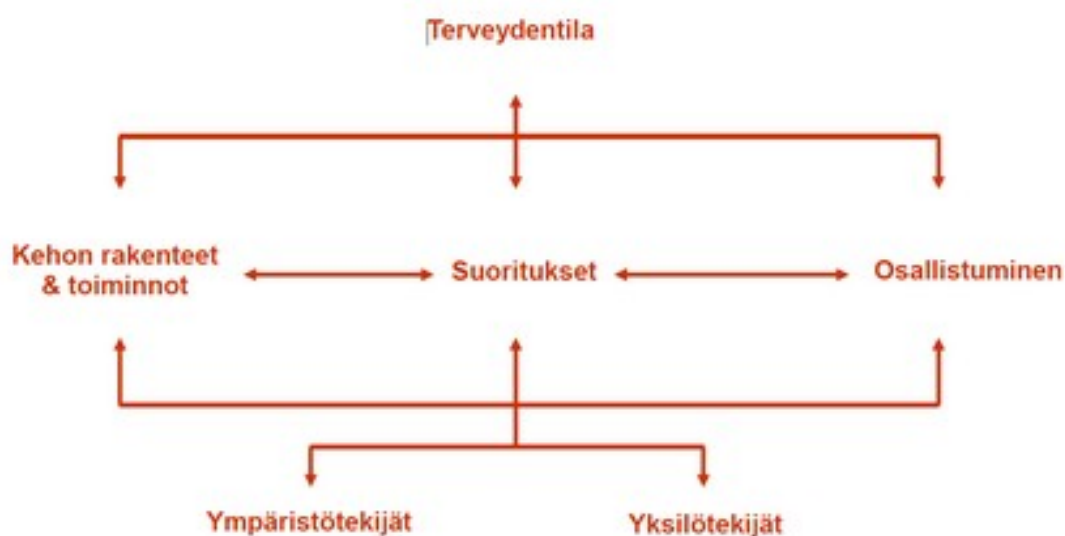 Terveydentila
Kehon rakenteet
& toiminnot
Suoritukset
Osallistuminen
Ympäristötekijät
Yksilötekijät